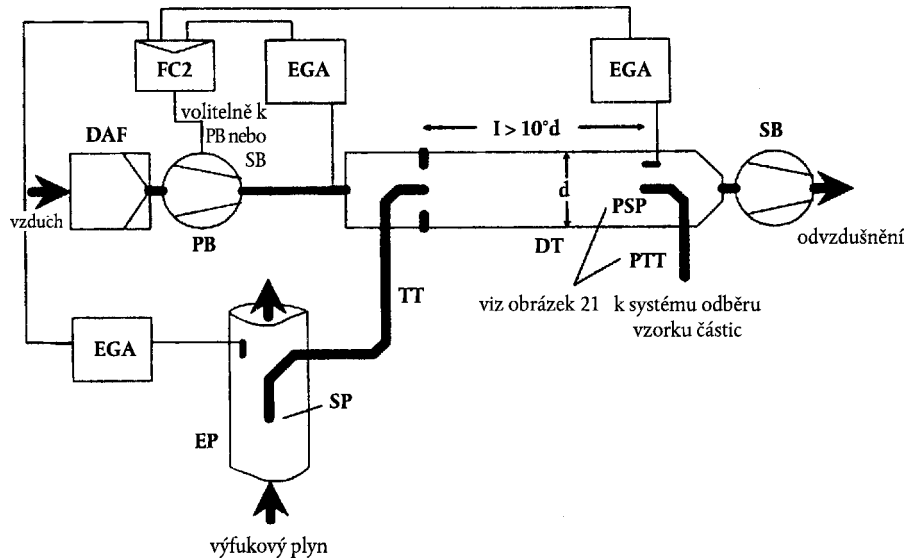 FC2
EGA
EGA
volitelně k
PB nebo
SB
DAF
l > 10*d
SB
d
vzduch
PB
PSP
DT
PTT
odvzdušnění
TT
viz obrázek 21
k systému odběru
vzorku částic
EGA
SP
EP
výfukový plyn